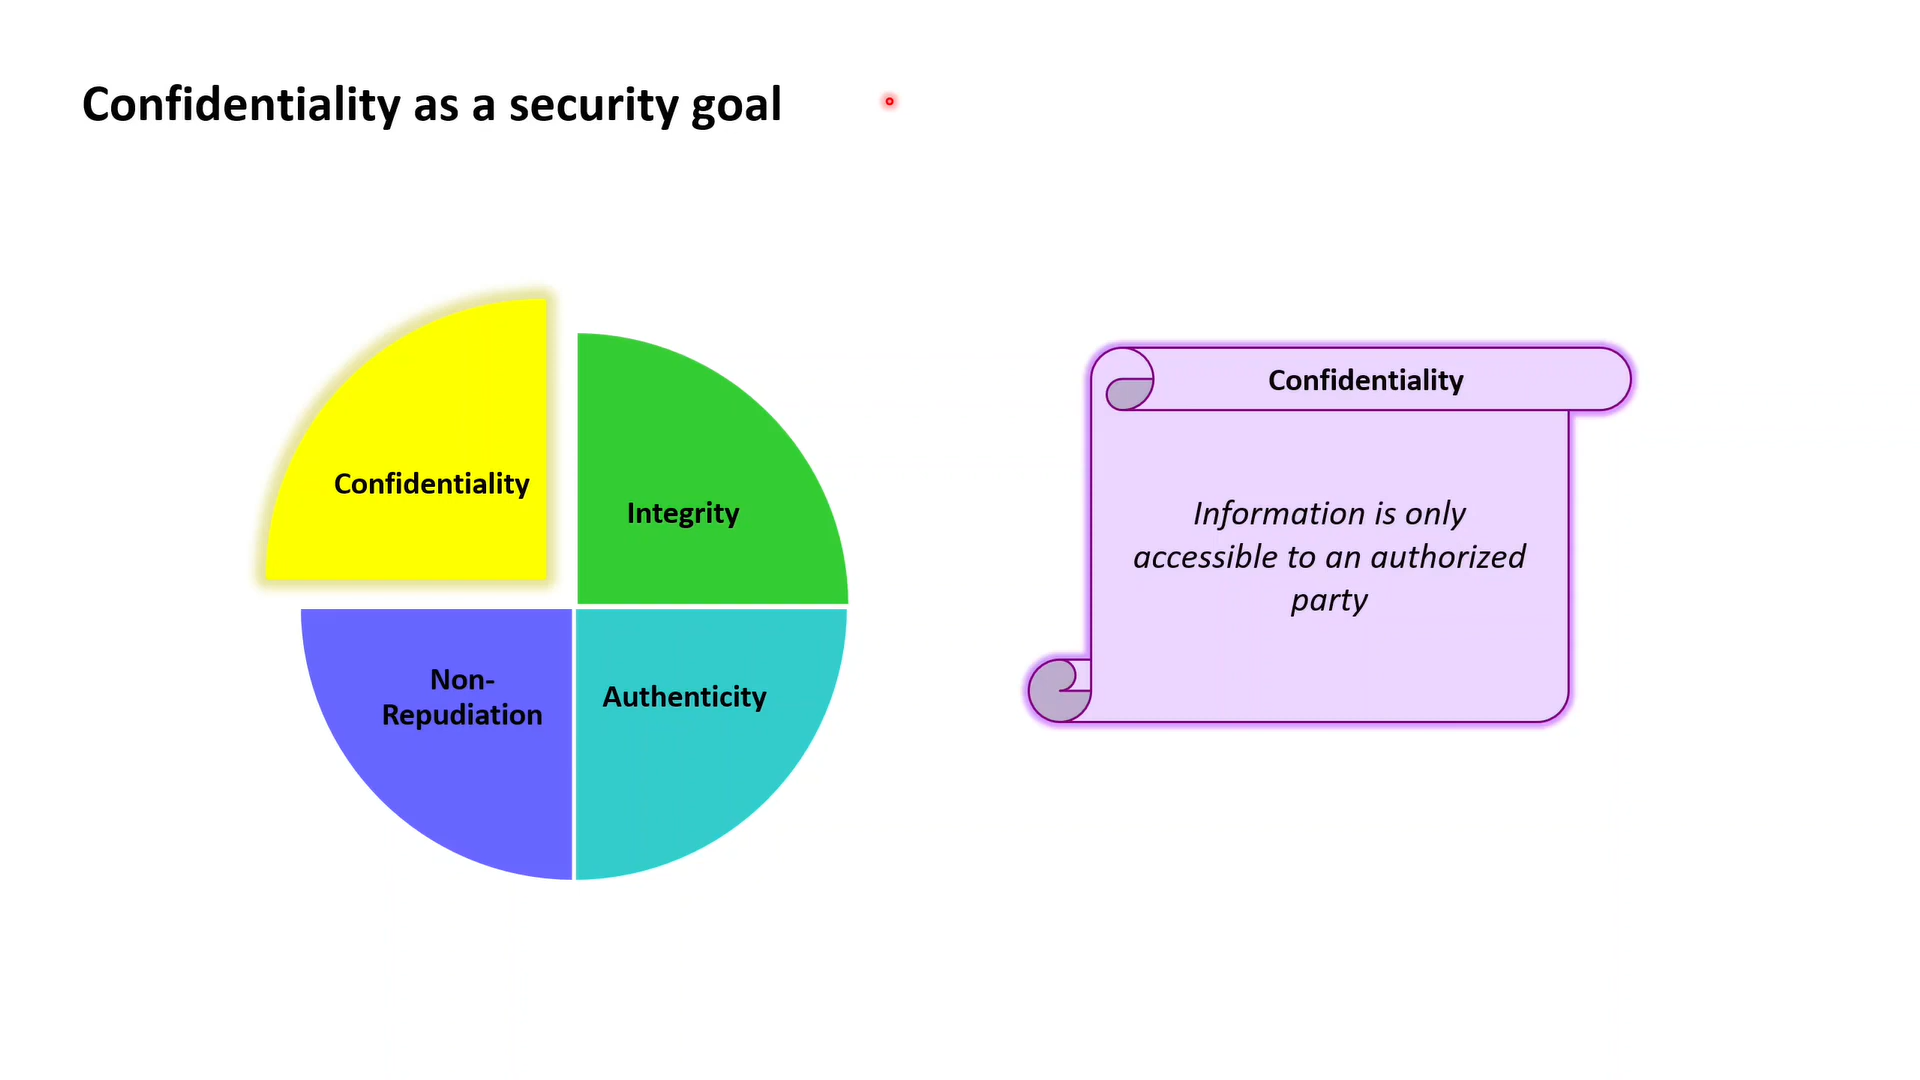 Confidentiality as a security goal
Confidentiality
Integrity
Non-
Repudiation
Authenticity
Confidentiality
Information is only
accessible to an authorized
party